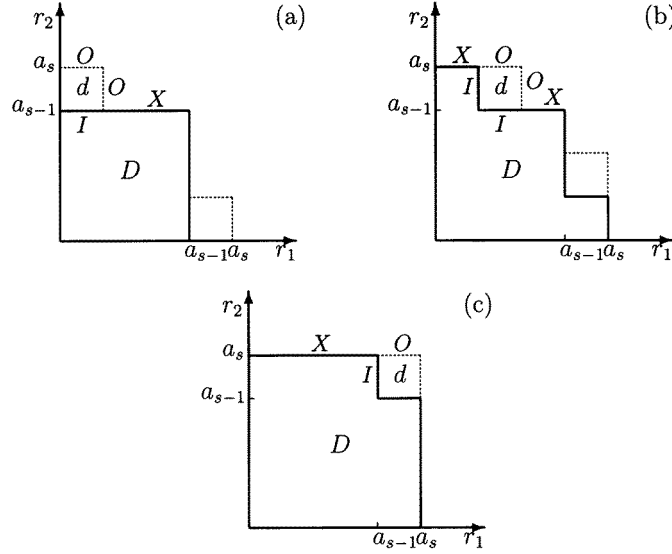 r₂ (a)
aₛ O
d O
aₛ₋₁ X
I
D
aₛ₋₁ aₛ r₁
r₂ (b)
aₛ X O
I d O
aₛ₋₁ X
I
D
aₛ₋₁ aₛ r₁
r₂ (c)
aₛ X O
I d
aₛ₋₁
D
aₛ₋₁ aₛ r₁